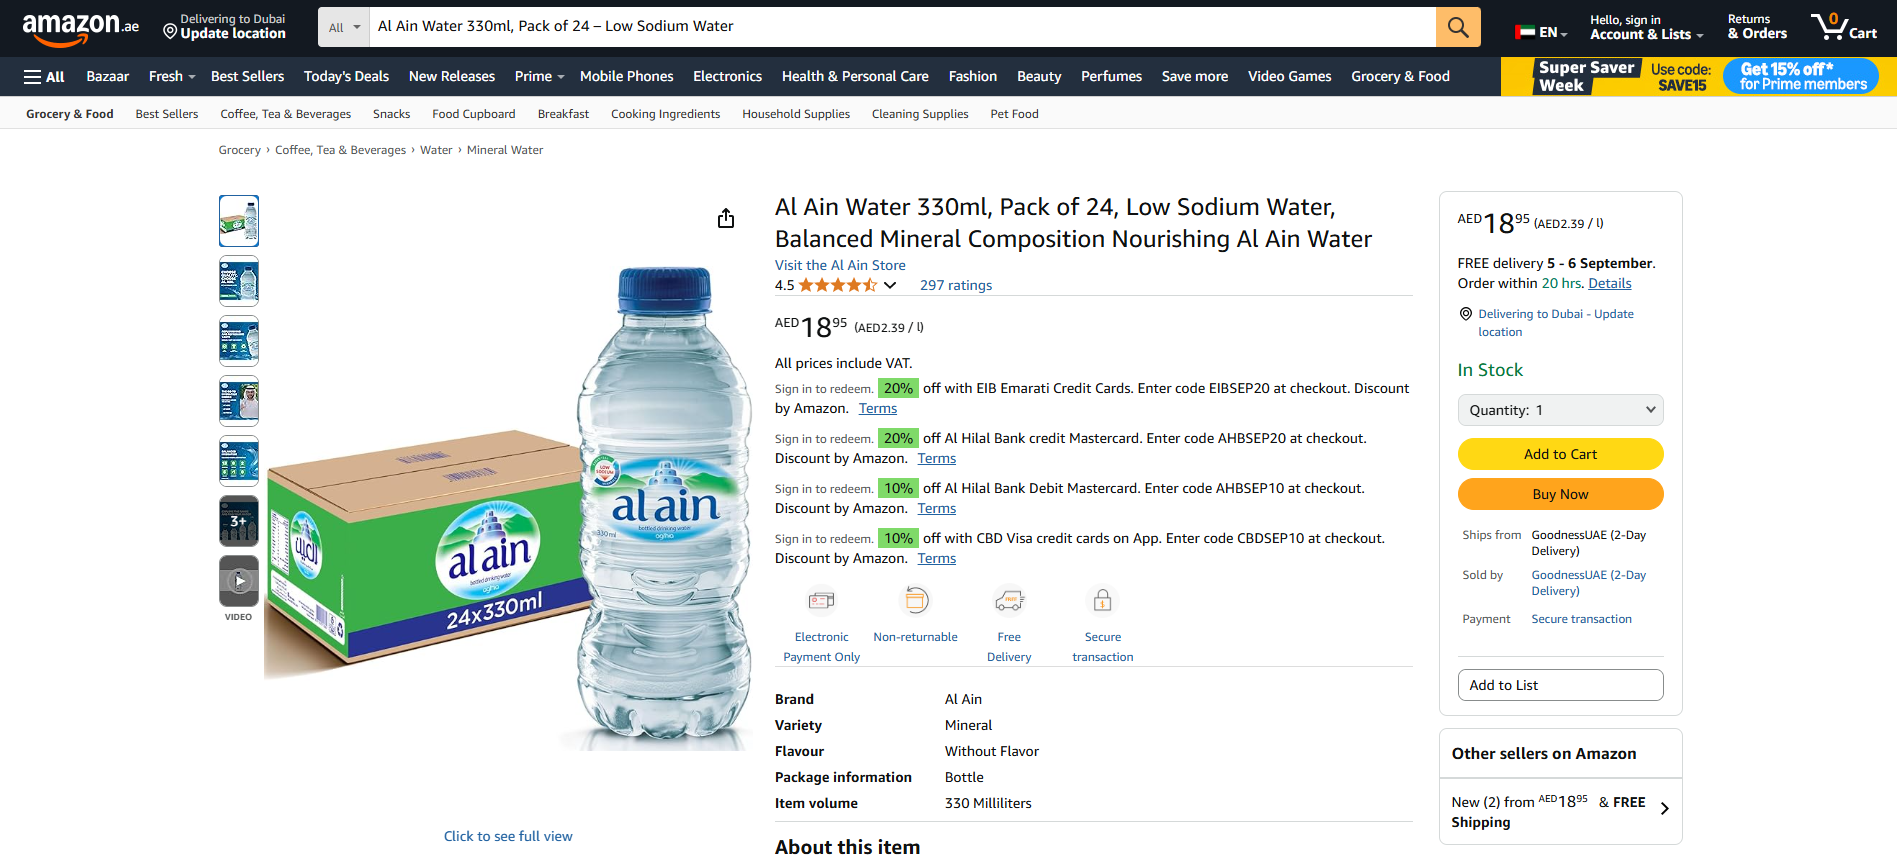 amazon.ae
Delivering to Dubai
Update location
All
Al Ain Water 330ml, Pack of 24 – Low Sodium Water
EN
Hello, sign in
Account & Lists
Returns
& Orders
0
Cart
All
Bazaar
Fresh
Best Sellers
Today's Deals
New Releases
Prime
Mobile Phones
Electronics
Health & Personal Care
Fashion
Beauty
Perfumes
Save more
Video Games
Grocery & Food
Super Saver
Week
Use code:
SAVE15
Get 15% off*
for Prime members
Grocery & Food
Best Sellers
Coffee, Tea & Beverages
Snacks
Food Cupboard
Breakfast
Cooking Ingredients
Household Supplies
Cleaning Supplies
Pet Food
Grocery › Coffee, Tea & Beverages › Water › Mineral Water
3+
VIDEO
العين
al ain
bottled drinking water
agthia
24x330ml
LOW
SODIUM
al ain
bottled drinking water
agthia
330ml
Click to see full view
Al Ain Water 330ml, Pack of 24, Low Sodium Water,
Balanced Mineral Composition Nourishing Al Ain Water
Visit the Al Ain Store
4.5
297 ratings
AED1895 (AED2.39 / l)
All prices include VAT.
Sign in to redeem. 20% off with EIB Emarati Credit Cards. Enter code EIBSEP20 at checkout. Discount
by Amazon. Terms
Sign in to redeem. 20% off Al Hilal Bank credit Mastercard. Enter code AHBSEP20 at checkout.
Discount by Amazon. Terms
Sign in to redeem. 10% off Al Hilal Bank Debit Mastercard. Enter code AHBSEP10 at checkout.
Discount by Amazon. Terms
Sign in to redeem. 10% off with CBD Visa credit cards on App. Enter code CBDSEP10 at checkout.
Discount by Amazon. Terms
Electronic
Payment Only
Non-returnable
Free
Delivery
Secure
transaction
Brand Al Ain
Variety Mineral
Flavour Without Flavor
Package information Bottle
Item volume 330 Milliliters
About this item
AED1895 (AED2.39 / l)
FREE delivery 5 - 6 September.
Order within 20 hrs. Details
Delivering to Dubai - Update
location
In Stock
Quantity: 1
Add to Cart
Buy Now
Ships from GoodnessUAE (2-Day
Delivery)
Sold by GoodnessUAE (2-Day
Delivery)
Payment Secure transaction
Add to List
Other sellers on Amazon
New (2) from AED1895 & FREE
Shipping